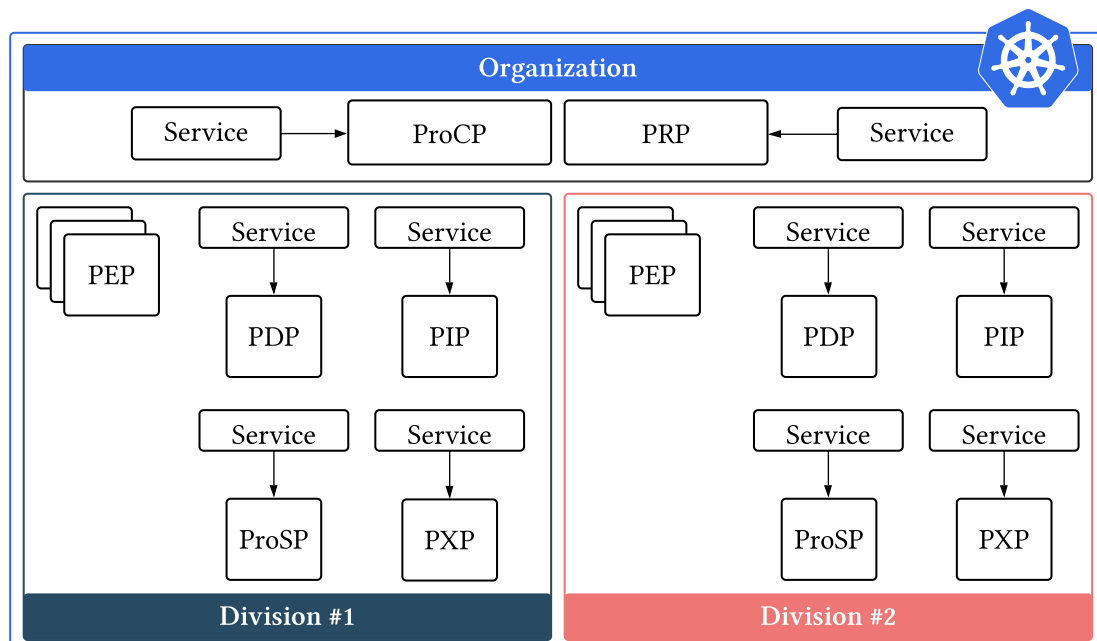 Organization
Service
ProCP
PRP
Service
PEP
Service
Service
PDP
PIP
Service
Service
ProSP
PXP
Division #1
PEP
Service
Service
PDP
PIP
Service
Service
ProSP
PXP
Division #2